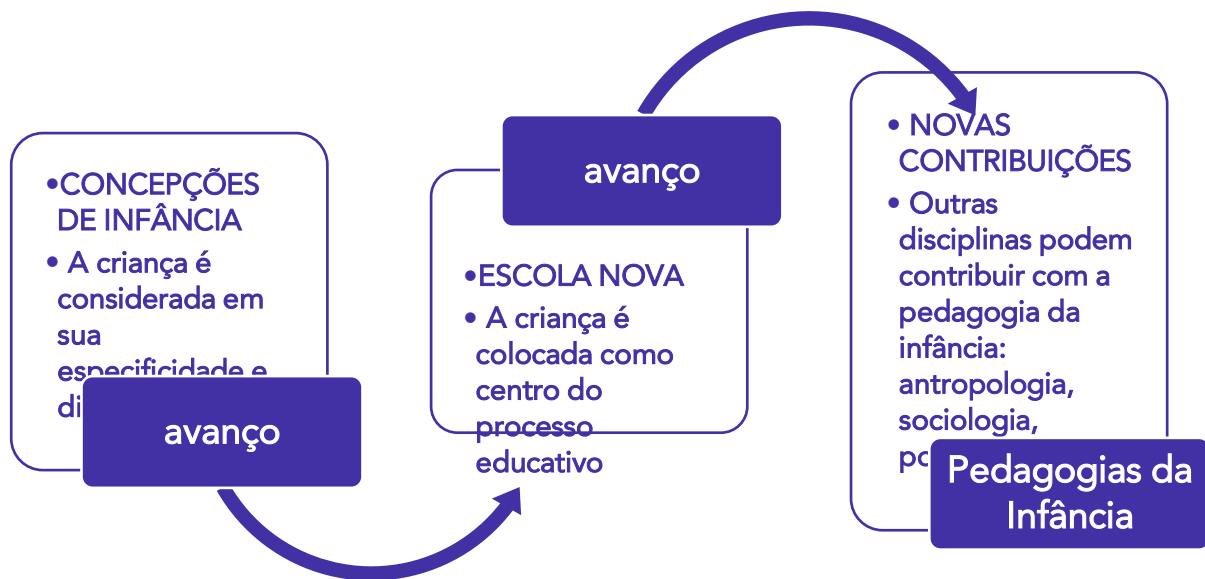 •CONCEPÇÕES
DE INFÂNCIA
• A criança é
considerada em
sua
especificidade e
avanço
avanço
•ESCOLA NOVA
• A criança é
colocada como
centro do
processo
educativo
• NOVAS
CONTRIBUIÇÕES
• Outras
disciplinas podem
contribuir com a
pedagogia da
infância:
antropologia,
sociologia,
Pedagogias da
Infância